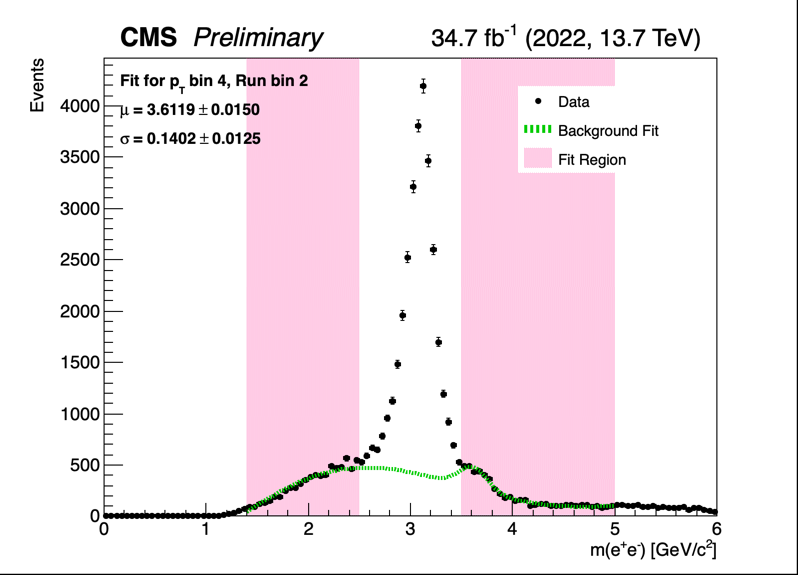 CMS Preliminary 34.7 fb⁻¹ (2022, 13.7 TeV)
Events
Fit for p_T bin 4, Run bin 2
μ = 3.6119 ± 0.0150
σ = 0.1402 ± 0.0125
Data
Background Fit
Fit Region
4000
3500
3000
2500
2000
1500
1000
500
0
0 1 2 3 4 5 6
m(e⁺e⁻) [GeV/c²]